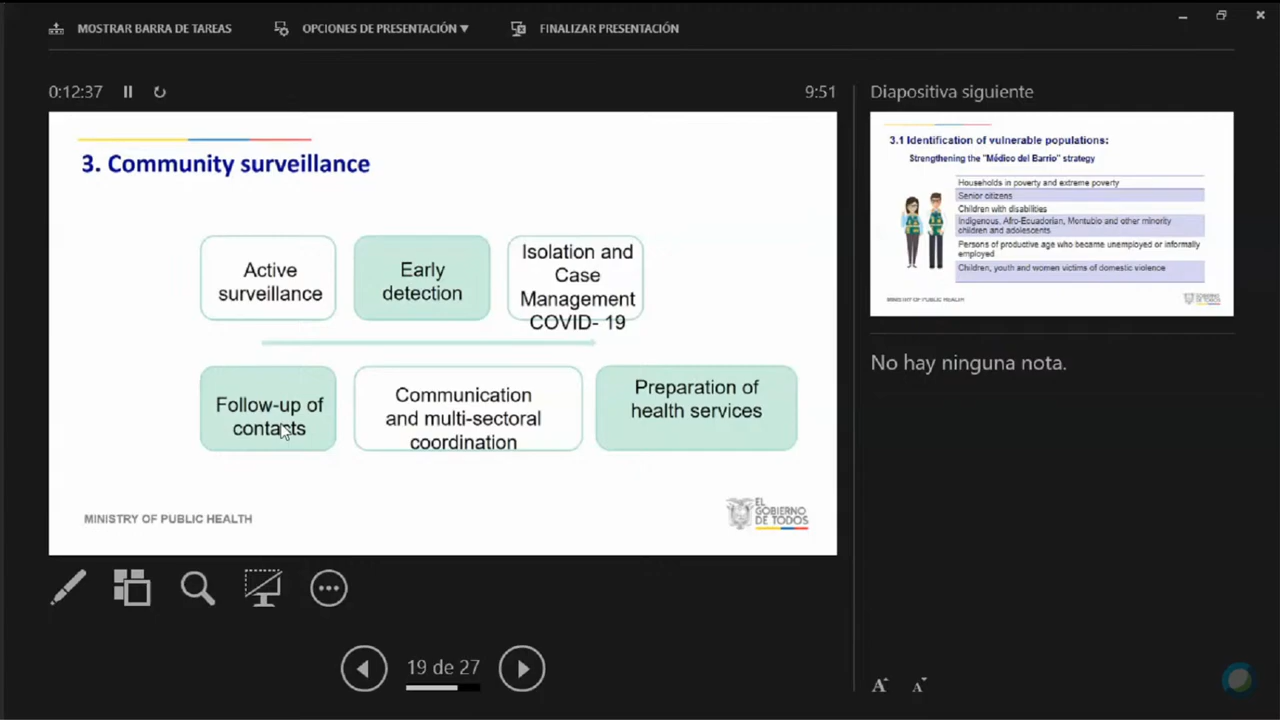 MOSTRAR BARRA DE TAREAS
OPCIONES DE PRESENTACIÓN
FINALIZAR PRESENTACIÓN
0:12:37
9:51
3. Community surveillance
Active
surveillance
Early
detection
Isolation and
Case
Management
COVID- 19
Follow-up of
contacts
Communication
and multi-sectoral
coordination
Preparation of
health services
MINISTRY OF PUBLIC HEALTH
EL
GOBIERNO
DE TODOS
19 de 27
Diapositiva siguiente
3.1 Identification of vulnerable populations:
Strengthening the "Médico del Barrio" strategy
Households in poverty and extreme poverty
Senior citizens
Children with disabilities
Indigenous, Afro-Ecuadorian, Montubio and other minority
children and adolescents
Persons of productive age who became unemployed or informally
employed
Children, youth and women victims of domestic violence
MINISTRY OF PUBLIC HEALTH
EL
GOBIERNO
DE TODOS
No hay ninguna nota.
A A